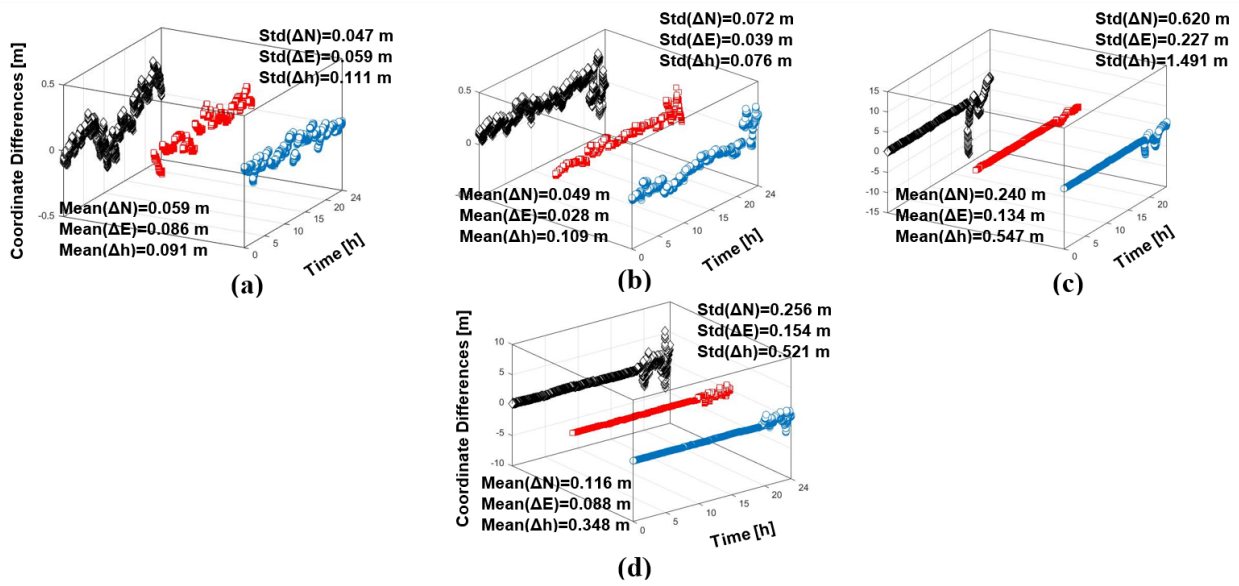 Coordinate Differences [m]
0.5
0
-0.5
Std(ΔN)=0.047 m
Std(ΔE)=0.059 m
Std(Δh)=0.111 m
Mean(ΔN)=0.059 m
Mean(ΔE)=0.086 m
Mean(Δh)=0.091 m
0
5
10
15
20
24
Time [h]
(a)
0.5
0
Std(ΔN)=0.072 m
Std(ΔE)=0.039 m
Std(Δh)=0.076 m
Mean(ΔN)=0.049 m
Mean(ΔE)=0.028 m
Mean(Δh)=0.109 m
0
5
10
15
20
24
Time [h]
(b)
15
10
5
0
-5
-10
-15
Std(ΔN)=0.620 m
Std(ΔE)=0.227 m
Std(Δh)=1.491 m
Mean(ΔN)=0.240 m
Mean(ΔE)=0.134 m
Mean(Δh)=0.547 m
0
5
10
15
20
Time [h]
(c)
Coordinate Differences [m]
10
5
0
-5
-10
Std(ΔN)=0.256 m
Std(ΔE)=0.154 m
Std(Δh)=0.521 m
Mean(ΔN)=0.116 m
Mean(ΔE)=0.088 m
Mean(Δh)=0.348 m
0
5
10
15
20
24
Time [h]
(d)